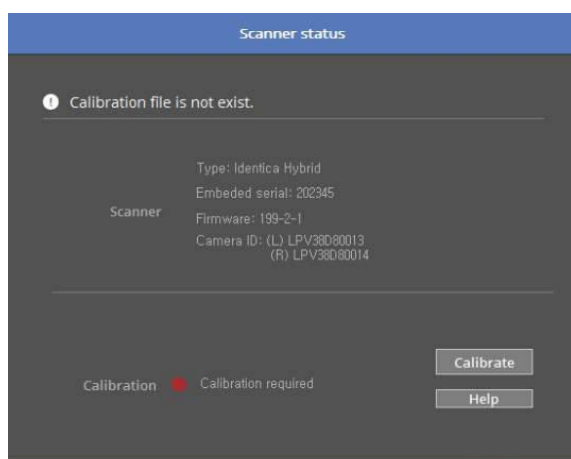 Scanner status
Calibration file is not exist.
Type: Identica Hybrid
Embeded serial: 202345
Scanner
Firmware: 199-2-1
Camera ID: (L) LPV38D80013
(R) LPV38D80014
Calibrate
Calibration
Calibration required
Help